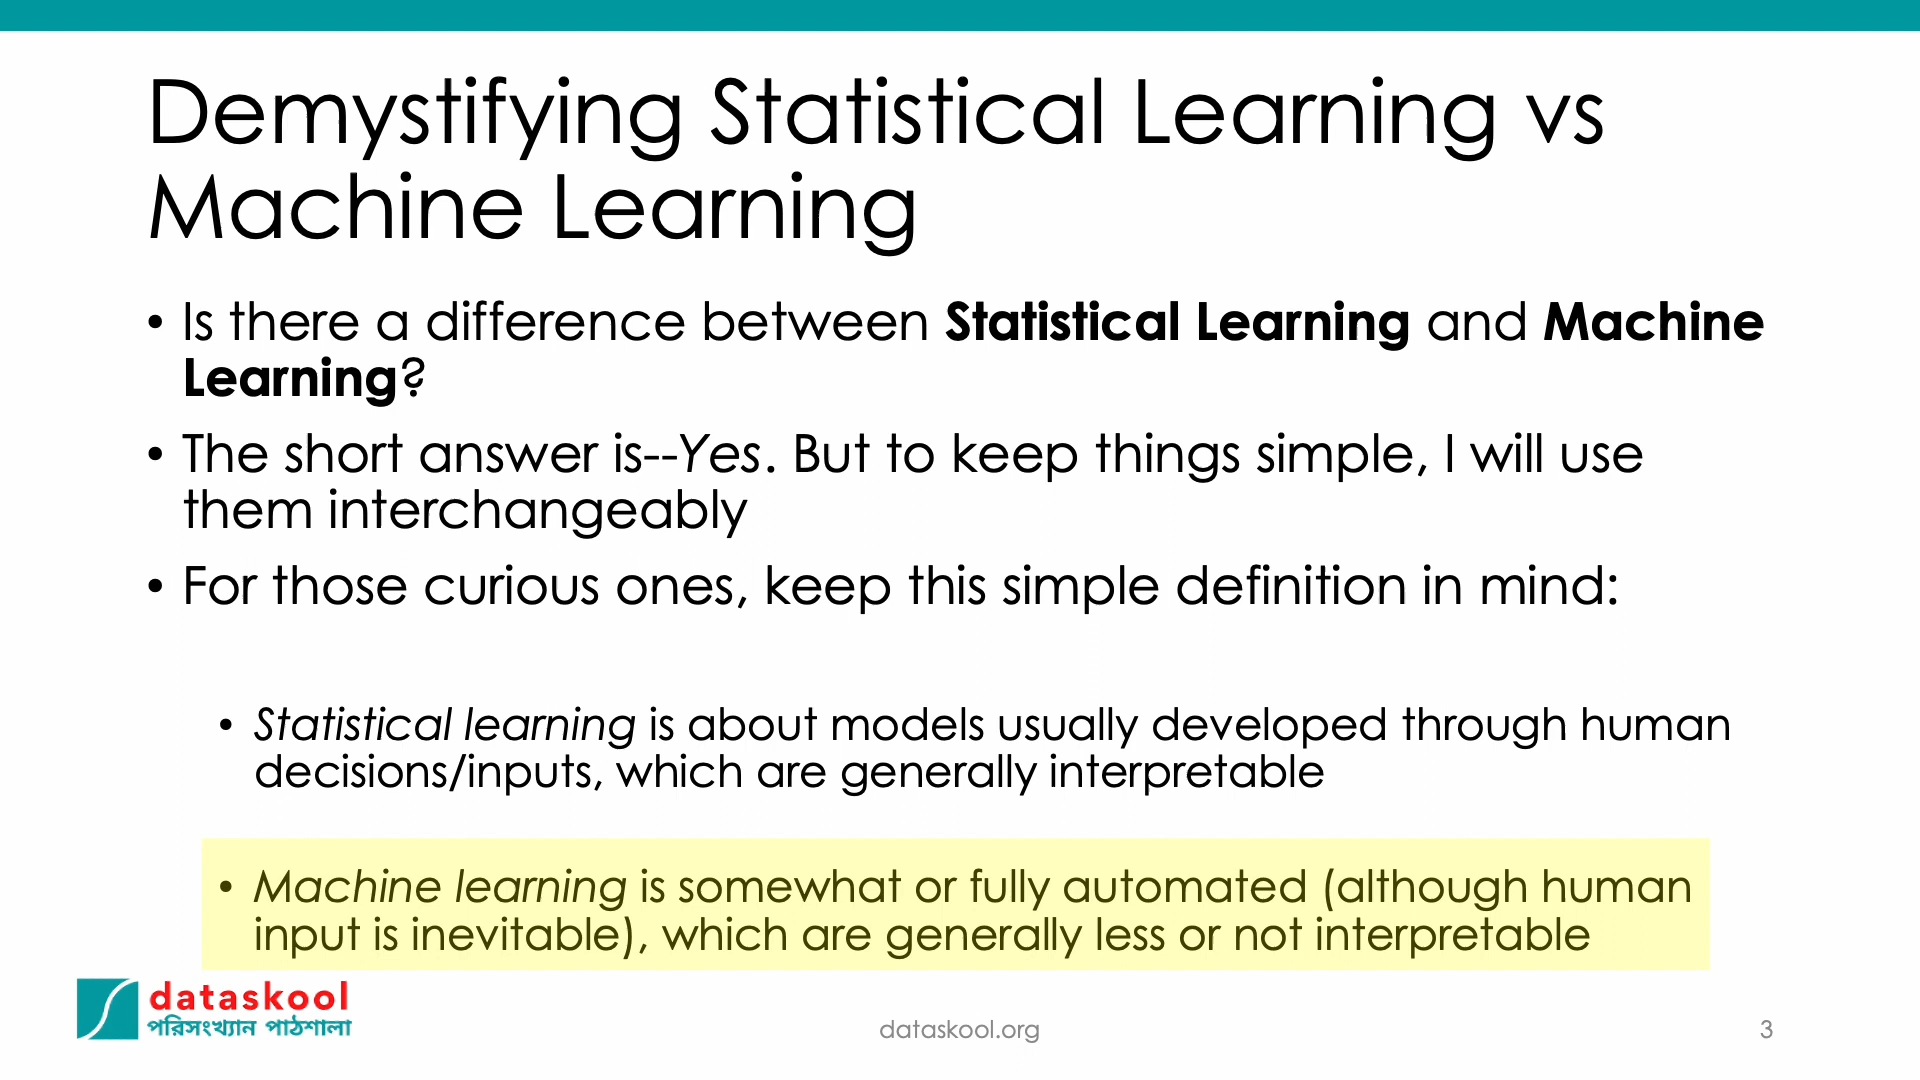 Demystifying Statistical Learning vs
Machine Learning
• Is there a difference between Statistical Learning and Machine
Learning?
• The short answer is--Yes. But to keep things simple, I will use
them interchangeably
• For those curious ones, keep this simple definition in mind:
• Statistical learning is about models usually developed through human
decisions/inputs, which are generally interpretable
• Machine learning is somewhat or fully automated (although human
input is inevitable), which are generally less or not interpretable
dataskool
পরিসংখ্যান পাঠশালা
dataskool.org
3